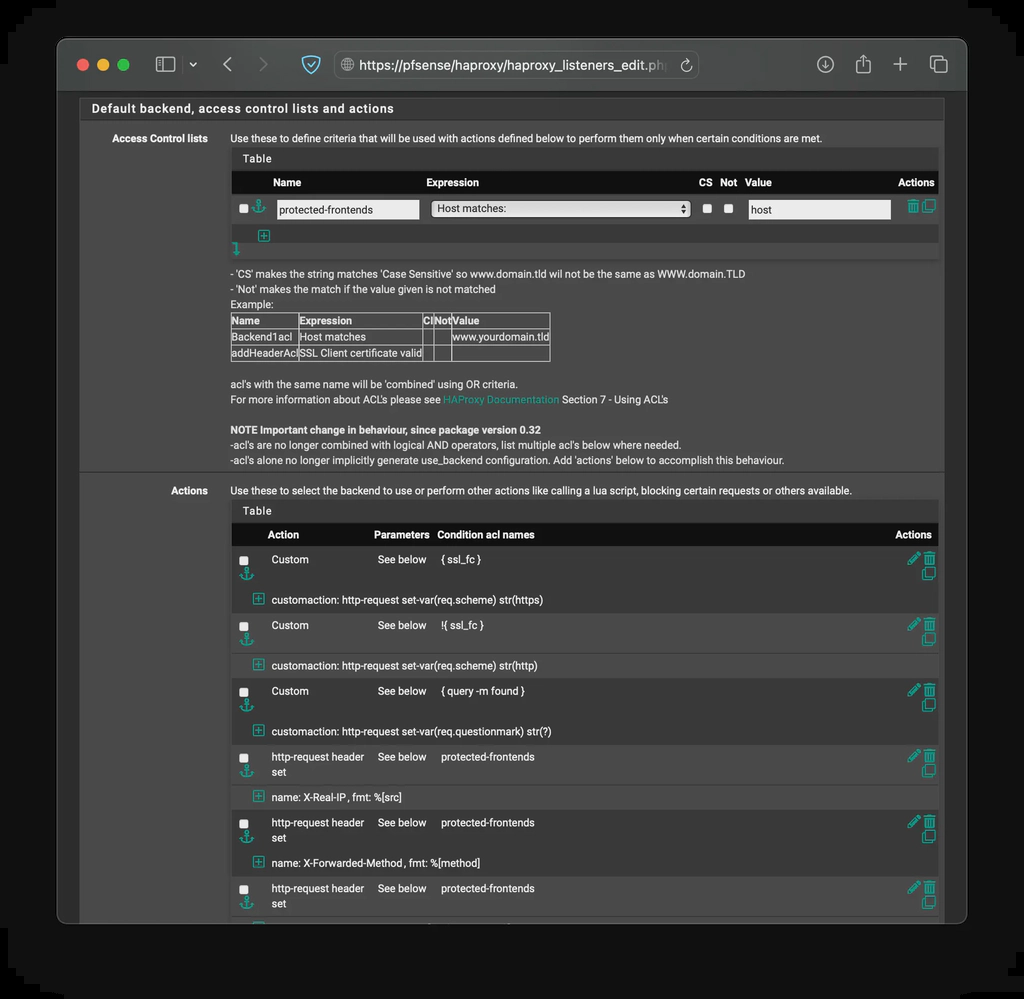 https://pfsense/haproxy/haproxy_listeners_edit.ph
Default backend, access control lists and actions
Access Control lists
Use these to define criteria that will be used with actions defined below to perform them only when certain conditions are met.
Table
Name Expression CS Not Value Actions
protected-frontends Host matches: host
- 'CS' makes the string matches 'Case Sensitive' so www.domain.tld wil not be the same as WWW.domain.TLD
- 'Not' makes the match if the value given is not matched
Example:
Name Expression CI Not Value
Backend1acl Host matches www.yourdomain.tld
addHeaderAcl SSL Client certificate valid
acl's with the same name will be 'combined' using OR criteria.
For more information about ACL's please see HAProxy Documentation Section 7 - Using ACL's
NOTE Important change in behaviour, since package version 0.32
-acl's are no longer combined with logical AND operators, list multiple acl's below where needed.
-acl's alone no longer implicitly generate use_backend configuration. Add 'actions' below to accomplish this behaviour.
Actions
Use these to select the backend to use or perform other actions like calling a lua script, blocking certain requests or others available.
Table
Action Parameters Condition acl names Actions
Custom See below { ssl_fc }
customaction: http-request set-var(req.scheme) str(https)
Custom See below !{ ssl_fc }
customaction: http-request set-var(req.scheme) str(http)
Custom See below { query -m found }
customaction: http-request set-var(req.questionmark) str(?)
http-request header set See below protected-frontends
name: X-Real-IP, fmt: %[src]
http-request header set See below protected-frontends
name: X-Forwarded-Method, fmt: %[method]
http-request header set See below protected-frontends